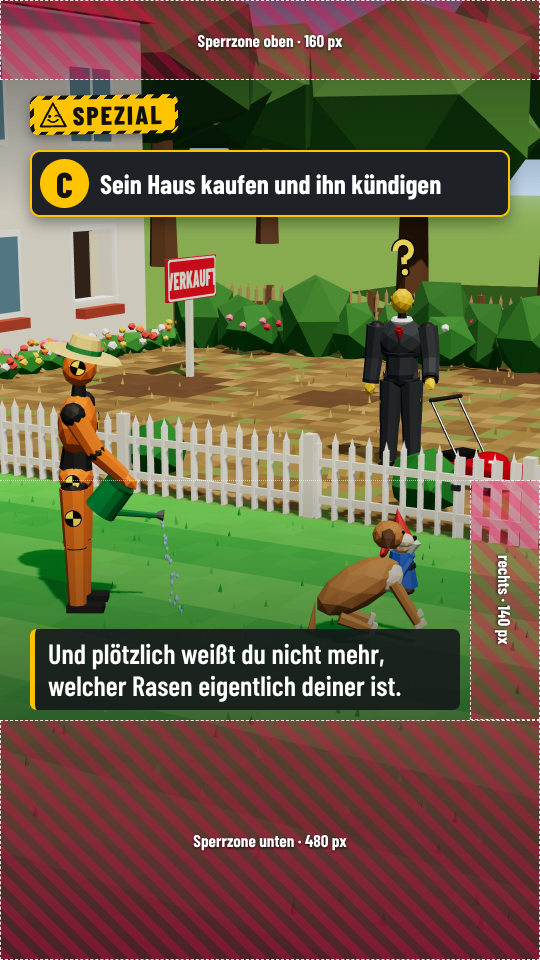 Sperrzone oben · 160 px
SPEZIAL
C Sein Haus kaufen und ihn kündigen
?
VERKAUFT
rechts · 140 px
Und plötzlich weißt du nicht mehr,
welcher Rasen eigentlich deiner ist.
Sperrzone unten · 480 px